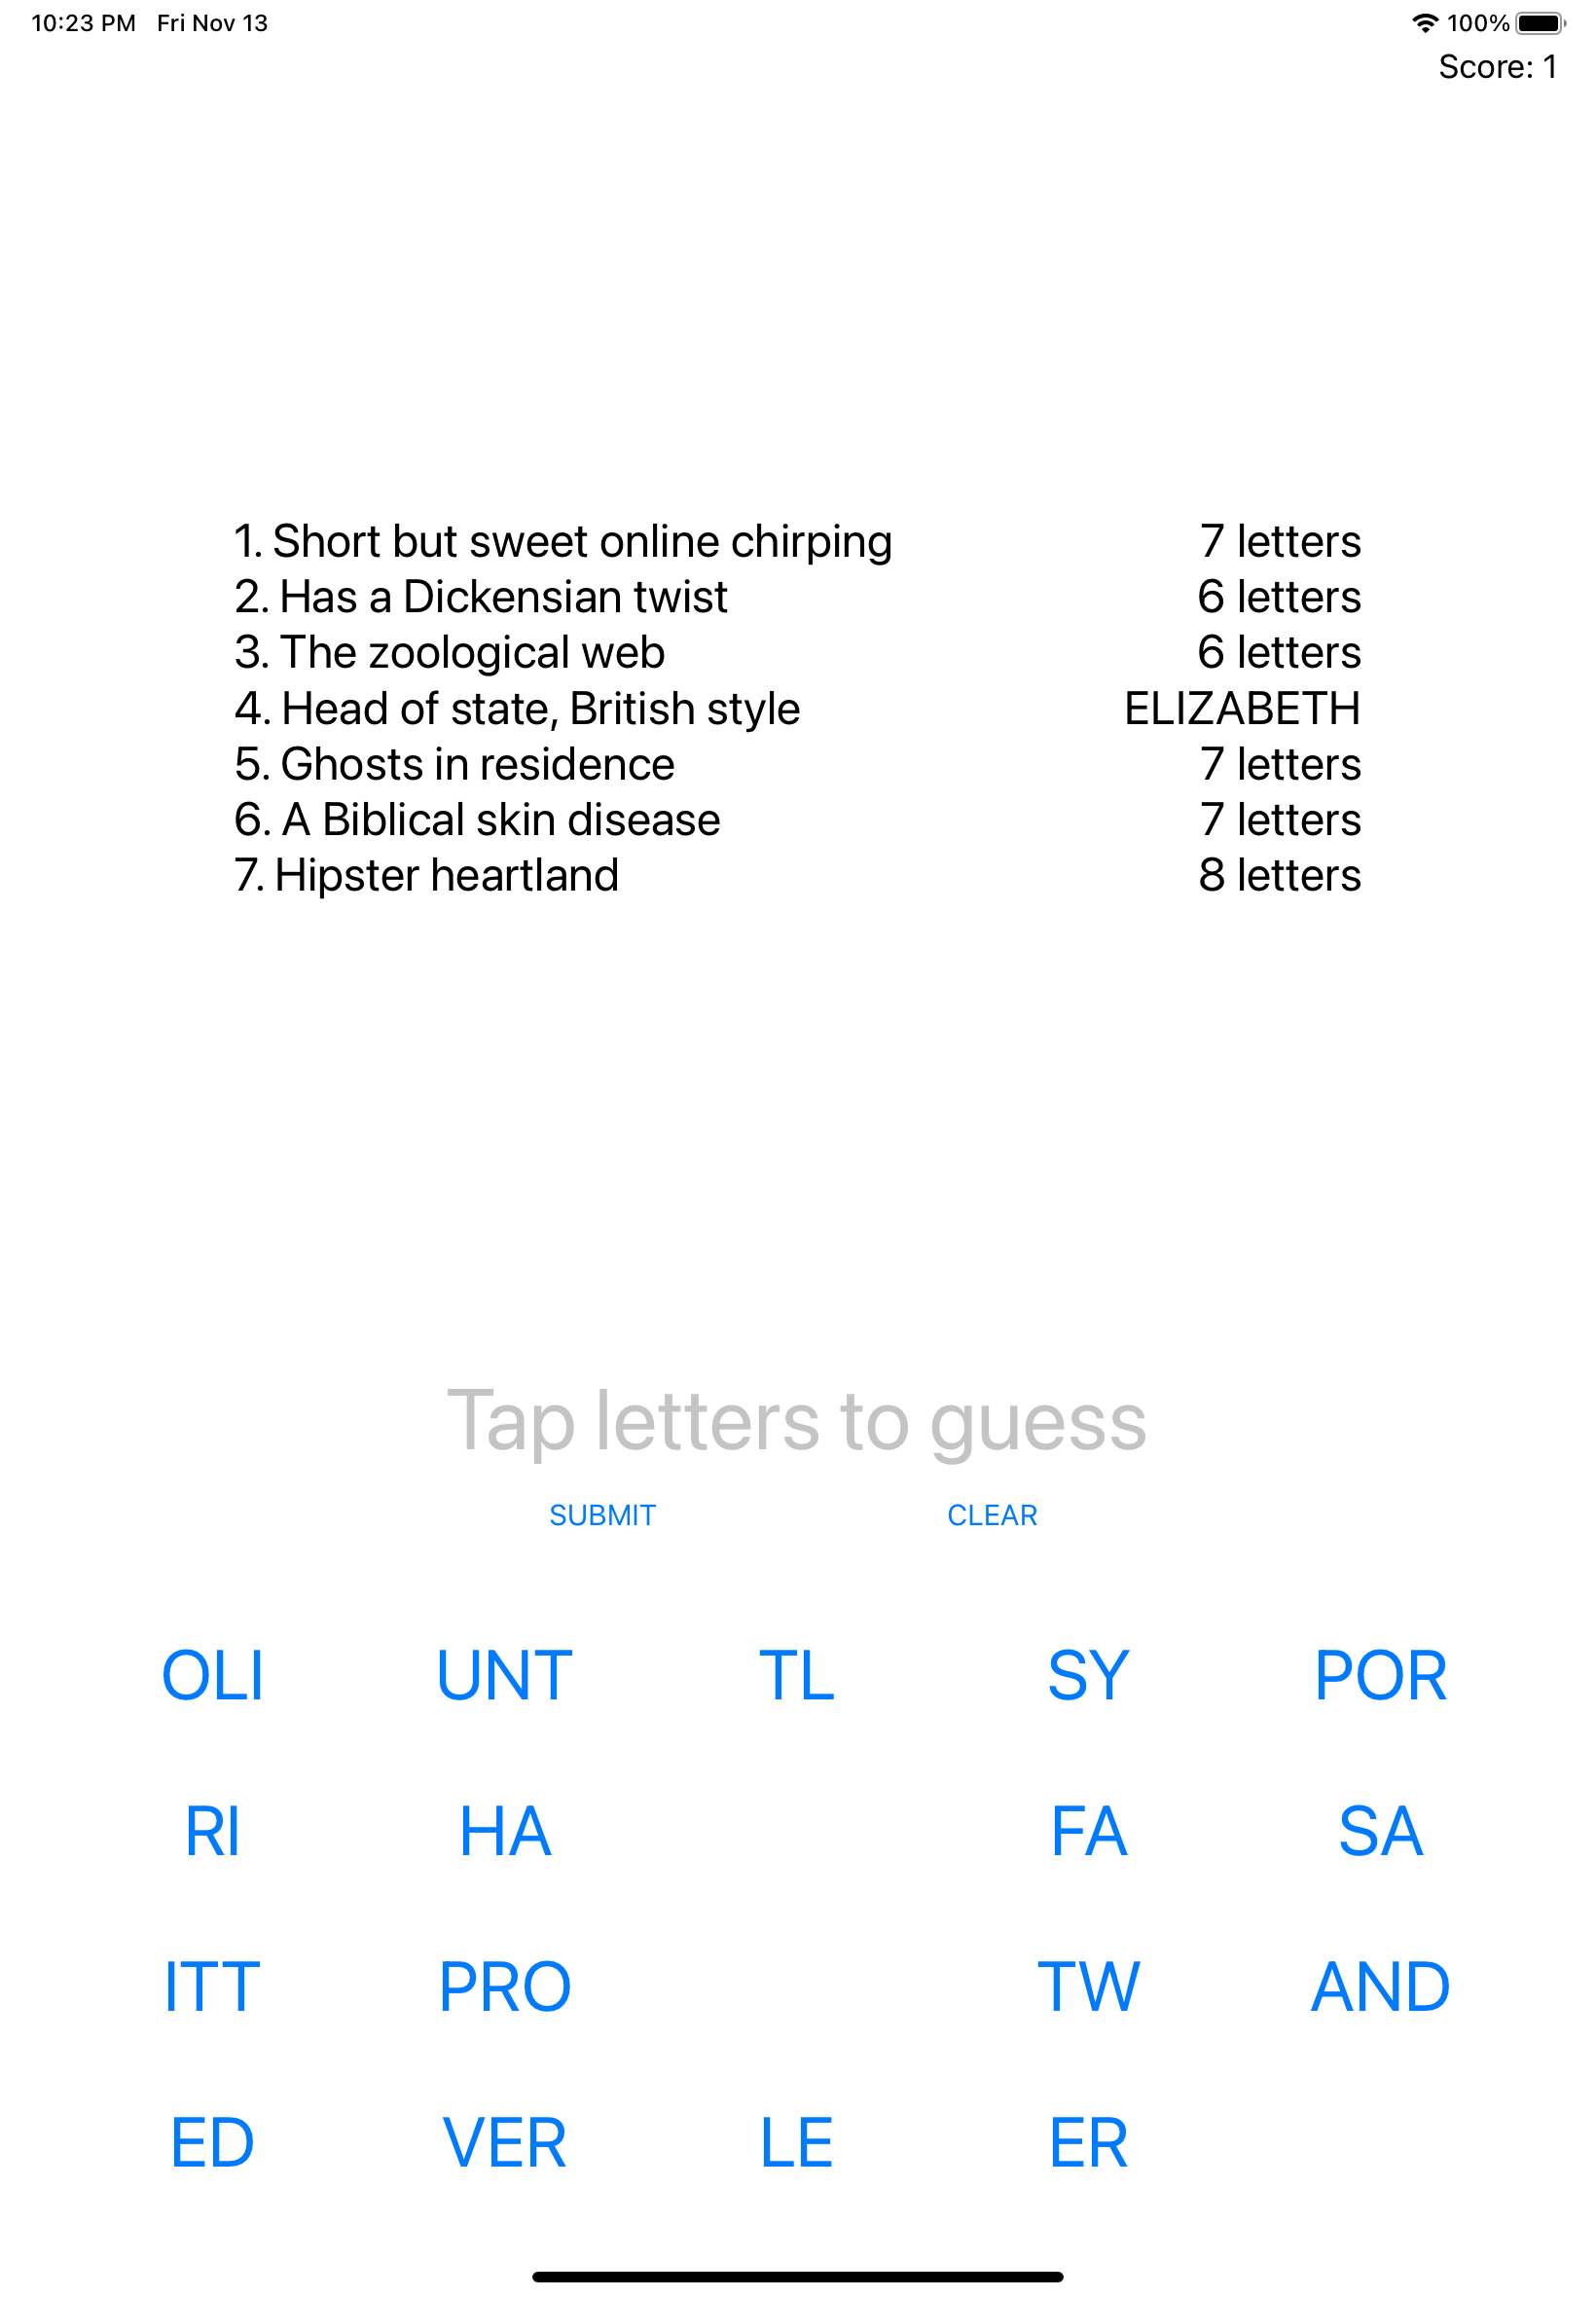 10:23 PM Fri Nov 13 100%
Score: 1
1. Short but sweet online chirping 7 letters
2. Has a Dickensian twist 6 letters
3. The zoological web 6 letters
4. Head of state, British style ELIZABETH
5. Ghosts in residence 7 letters
6. A Biblical skin disease 7 letters
7. Hipster heartland 8 letters
Tap letters to guess
SUBMIT CLEAR
OLI UNT TL SY POR
RI HA FA SA
ITT PRO TW AND
ED VER LE ER